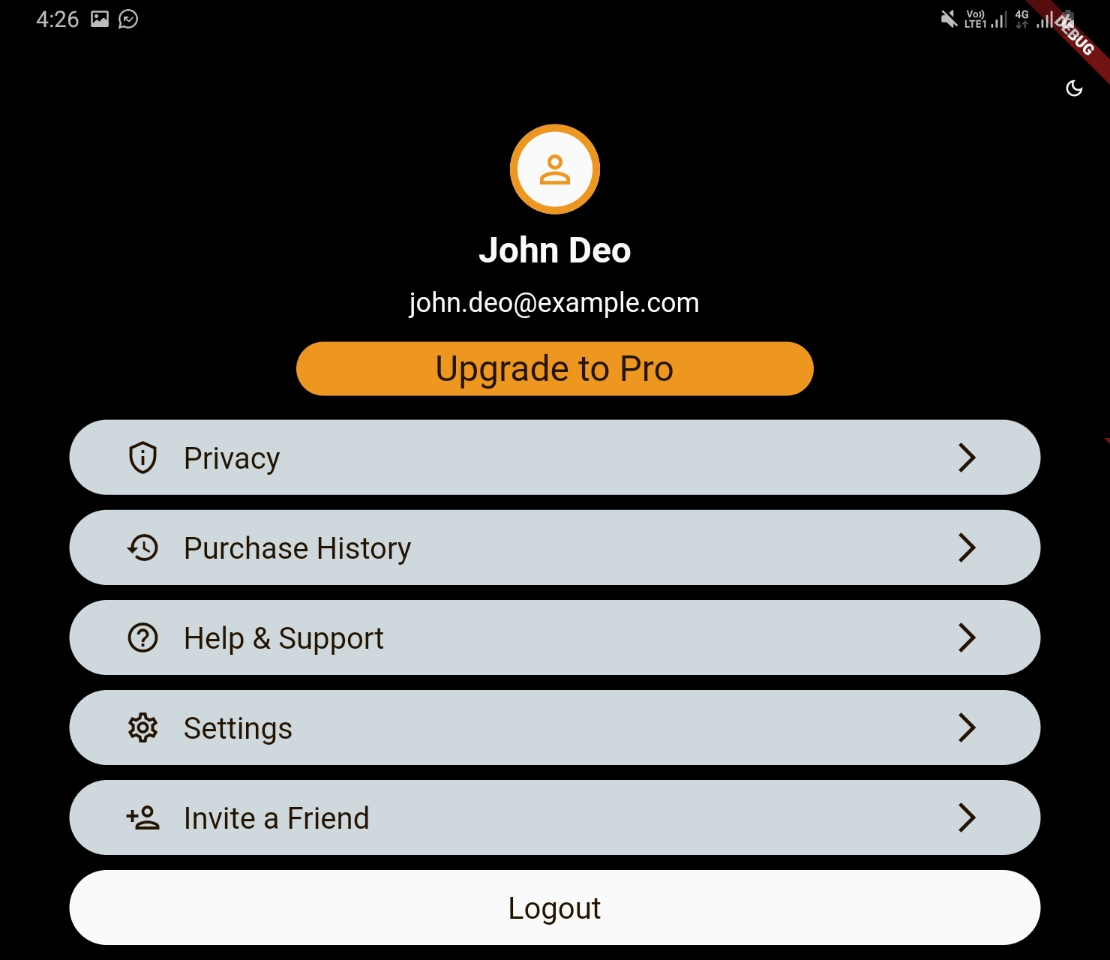 4:26
Vo)) 4G
LTE1
DEBUG
John Deo
john.deo@example.com
Upgrade to Pro
Privacy
Purchase History
Help & Support
Settings
Invite a Friend
Logout